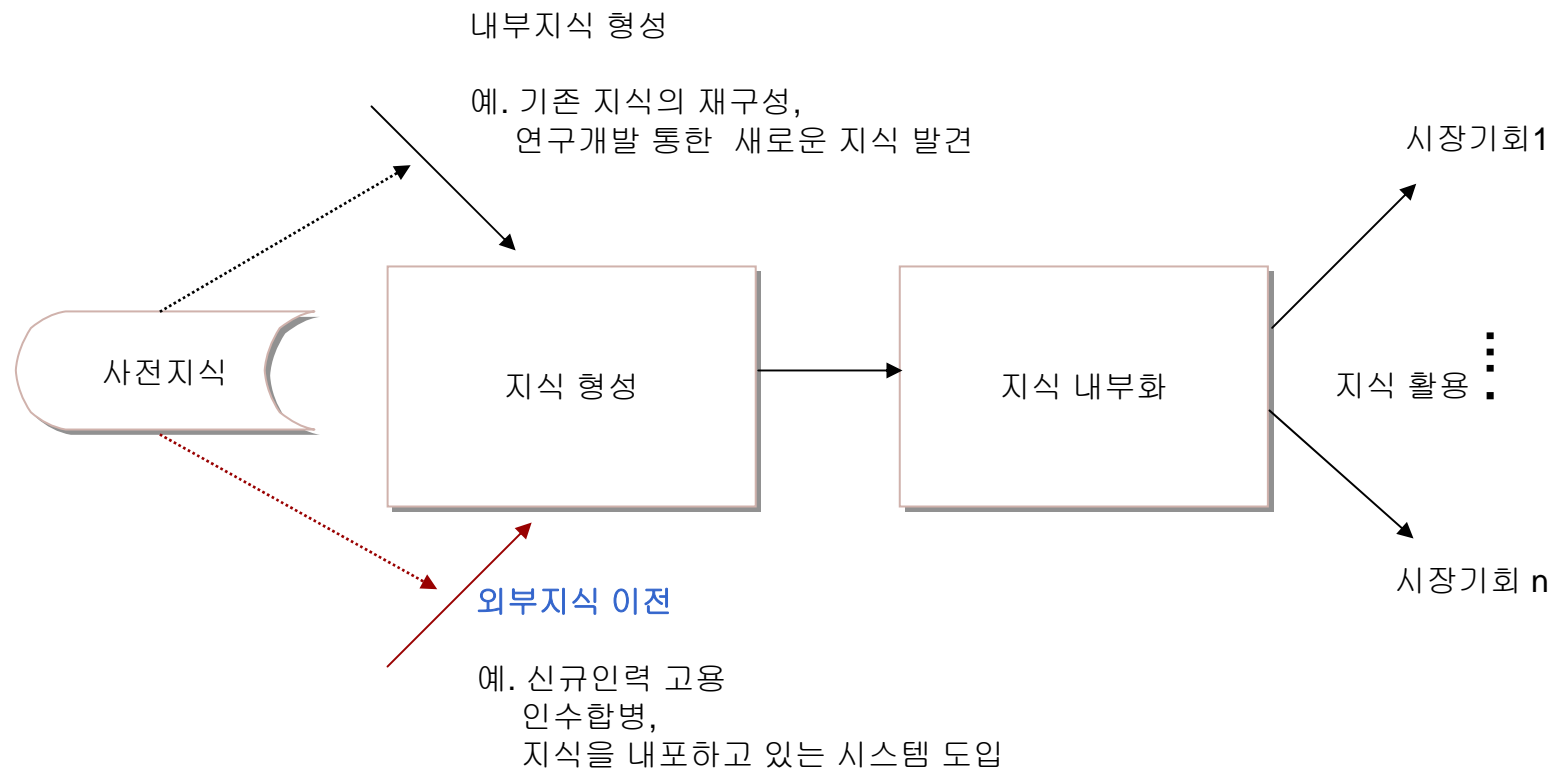 내부지식 형성
예. 기존 지식의 재구성,
연구개발 통한 새로운 지식 발견
시장기회1
사전지식
지식 형성
지식 내부화
지식 활용
외부지식 이전
시장기회 n
예. 신규인력 고용
인수합병,
지식을 내포하고 있는 시스템 도입